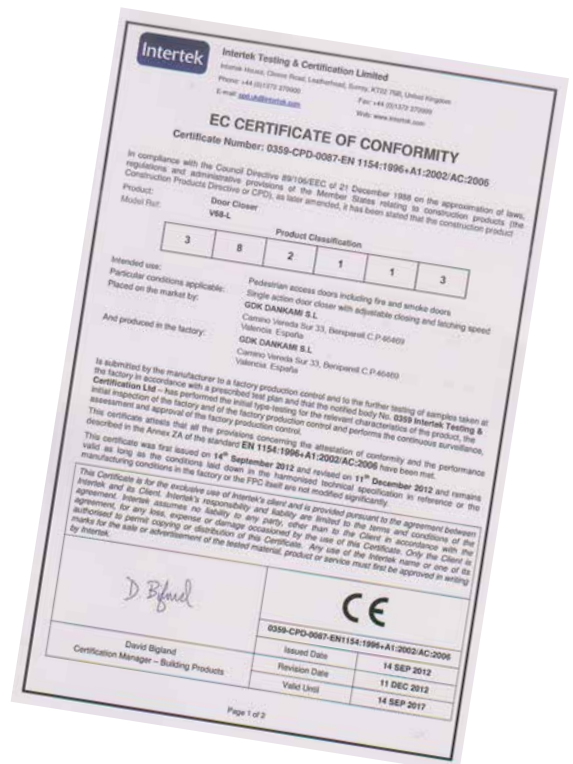 Intertek
Intertek Testing & Certification Limited
Intertek House, Cleeve Road, Leatherhead, Surrey, KT22 7SB, United Kingdom
Phone: +44 (0)1372 370900
Fax: +44 (0)1372 370999
E-mail:
Web: www.intertek.com
EC CERTIFICATE OF CONFORMITY
Certificate Number: 0359-CPD-0087-EN 1154:1996+A1:2002/AC:2006
In compliance with the Council Directive 89/106/EEC of 21 December 1988 on the approximation of laws,
regulations and administrative provisions of the Member States relating to construction products (the
Construction Products Directive or CPD), as later amended, it has been stated that the construction product
Product: Door Closer
Model Ref: V68-L
Product Classification
3 8 2 1 1 3
Intended use: Pedestrian access doors including fire and smoke doors
Particular conditions applicable: Single action door closer with adjustable closing and latching speed
Placed on the market by: GDK DANKAMI S.L
Camino Vereda Sur 33, Beniparell C.P.46469
Valencia. España
And produced in the factory: GDK DANKAMI S.L
Camino Vereda Sur 33, Beniparell C.P.46469
Valencia. España
Is submitted by the manufacturer to a factory production control and to the further testing of samples taken at
the factory in accordance with a prescribed test plan and that the notified body No. 0359 Intertek Testing &
Certification Ltd – has performed the initial type-testing for the relevant characteristics of the product, the
initial inspection of the factory and of the factory production control and performs the continuous surveillance,
assessment and approval of the factory production control.
This certificate attests that all the provisions concerning the attestation of conformity and the performance
described in the Annex ZA of the standard EN 1154:1996+A1:2002/AC:2006 have been met.
This certificate was first issued on 14th September 2012 and revised on 11th December 2012 and remains
valid as long as the conditions laid down in the harmonised technical specification in reference or the
manufacturing conditions in the factory or the FPC itself are not modified significantly.
This Certificate is for the exclusive use of Intertek's client and is provided pursuant to the agreement between
Intertek and its Client. Intertek's responsibility and liability are limited to the terms and conditions of the
agreement. Intertek assumes no liability to any party, other than to the Client in accordance with the
agreement, for any loss, expense or damage occasioned by the use of this Certificate. Only the Client is
authorised to permit copying or distribution of this Certificate. Any use of the Intertek name or one of its
marks for the sale or advertisement of the tested material, product or service must first be approved in writing
by Intertek.
CE
0359-CPD-0087-EN1154:1996+A1:2002/AC:2006
David Bigland
Certification Manager – Building Products
Issued Date 14 SEP 2012
Revision Date 11 DEC 2012
Valid Until 14 SEP 2017
Page 1 of 2